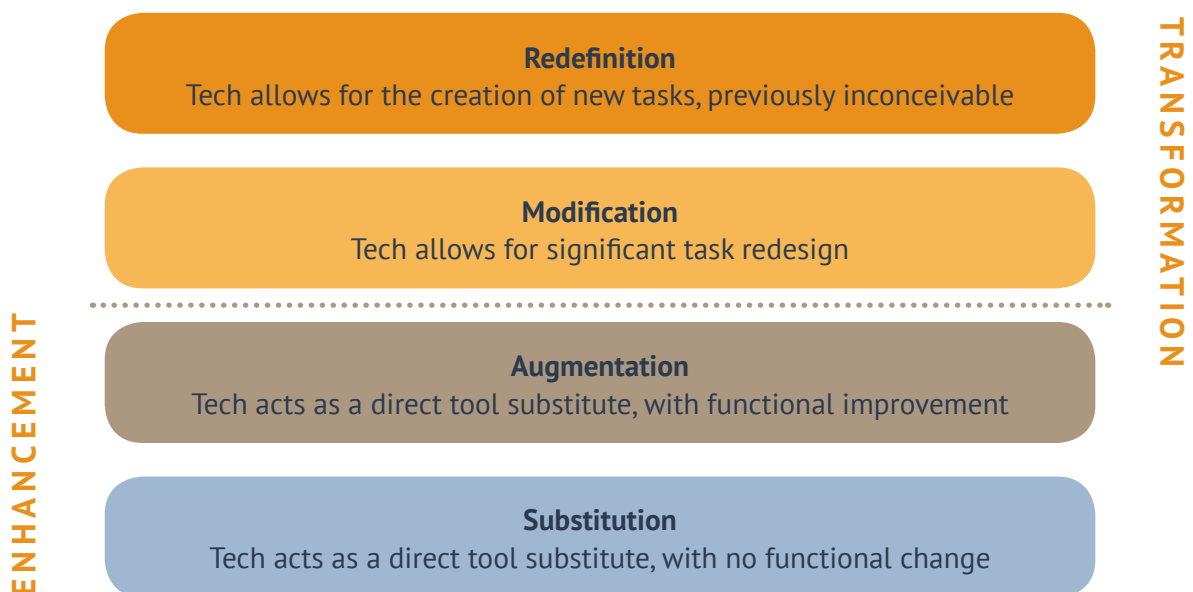 Redefinition
Tech allows for the creation of new tasks, previously inconceivable
TRANSFORMATION
Modification
Tech allows for significant task redesign
ENHANCEMENT
Augmentation
Tech acts as a direct tool substitute, with functional improvement
Substitution
Tech acts as a direct tool substitute, with no functional change